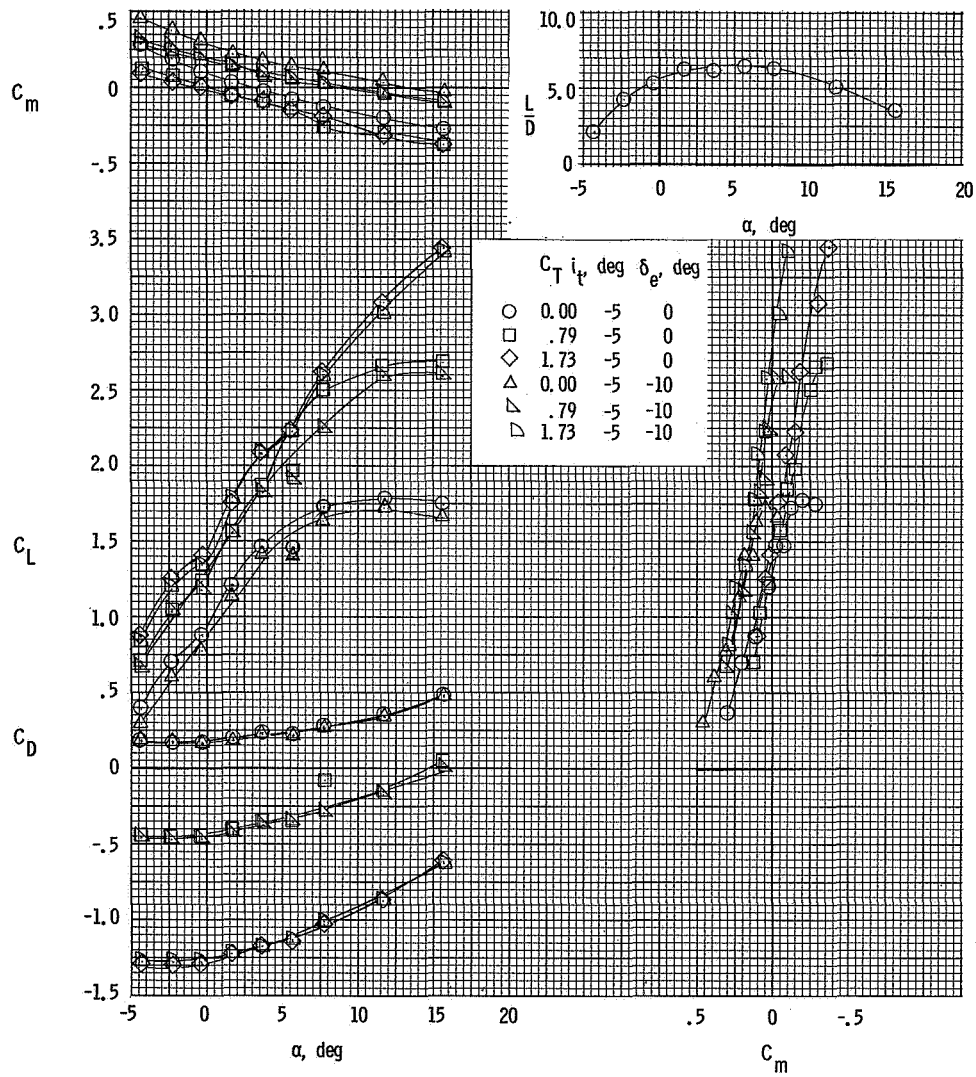 .5
0
-.5
C_m
10.0
5.0
0
L/D
-5 0 5 10 15 20
α, deg
C_T i_t, deg δ_e, deg
○ 0.00 -5 0
□ .79 -5 0
◇ 1.73 -5 0
△ 0.00 -5 -10
◺ .79 -5 -10
D 1.73 -5 -10
3.5
3.0
2.5
2.0
1.5
1.0
.5
0
-.5
-1.0
-1.5
C_L
C_D
-5 0 5 10 15 20
α, deg
.5 0 -.5
C_m